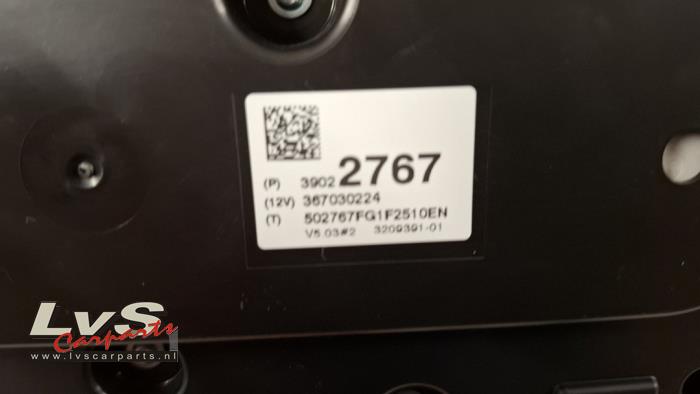 (P) 3902 2767
(12V) 367030224
(T) 502767FG1F2510EN
V5.03#2 3209391-01
LvS
Carparts
www.lvscarparts.nl